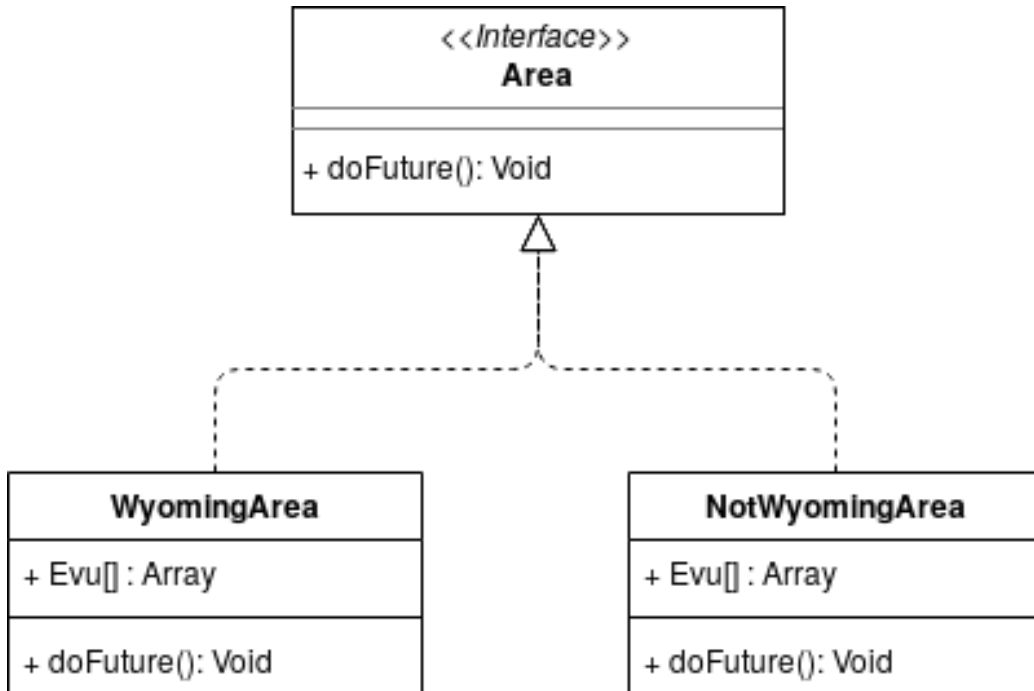 <<Interface>>
Area
+ doFuture(): Void
WyomingArea
+ Evu[] : Array
+ doFuture(): Void
NotWyomingArea
+ Evu[] : Array
+ doFuture(): Void